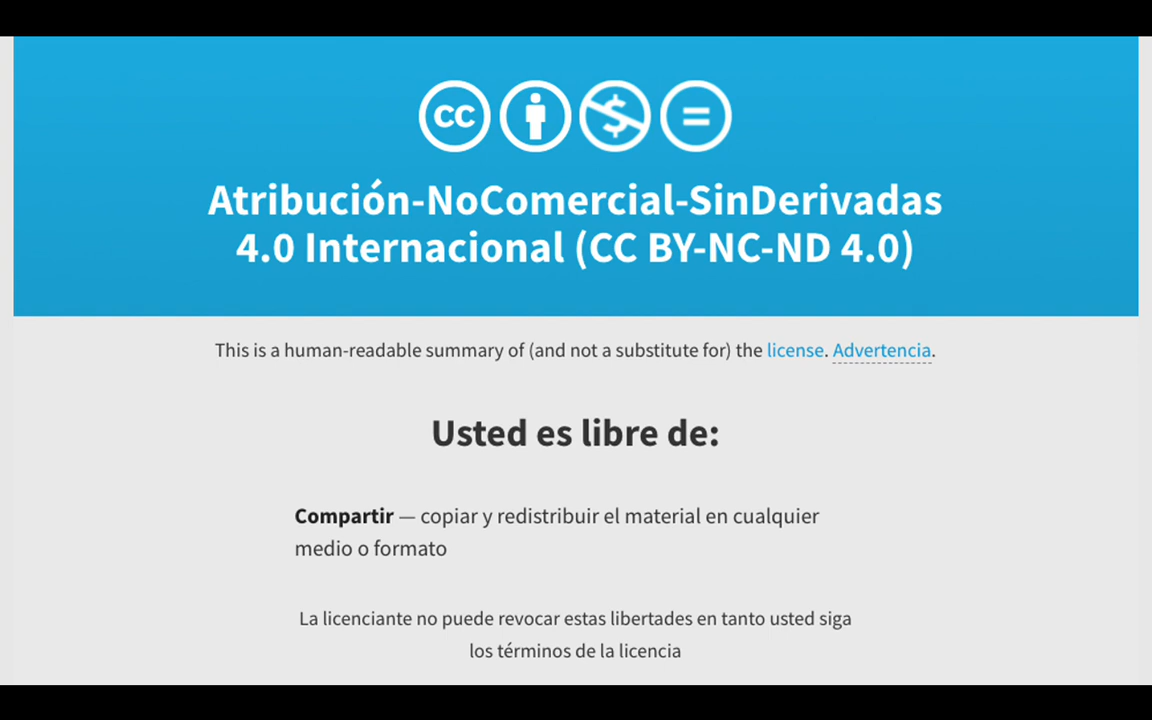 cc $ =
Atribución-NoComercial-SinDerivadas
4.0 Internacional (CC BY-NC-ND 4.0)
This is a human-readable summary of (and not a substitute for) the license. Advertencia.
Usted es libre de:
Compartir — copiar y redistribuir el material en cualquier
medio o formato
La licenciante no puede revocar estas libertades en tanto usted siga
los términos de la licencia